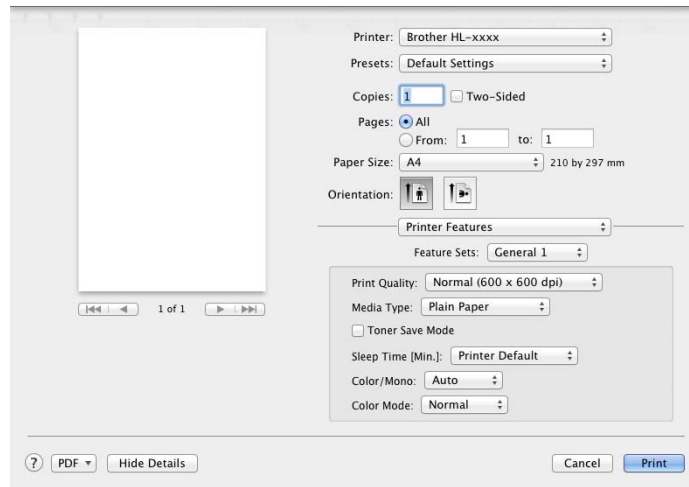 Printer: Brother HL-xxxx
Presets: Default Settings
Copies: 1 Two-Sided
Pages: All
From: 1 to: 1
Paper Size: A4 210 by 297 mm
Orientation:
Printer Features
Feature Sets: General 1
Print Quality: Normal (600 x 600 dpi)
Media Type: Plain Paper
Toner Save Mode
Sleep Time [Min.]: Printer Default
Color/Mono: Auto
Color Mode: Normal
1 of 1
? PDF Hide Details Cancel Print